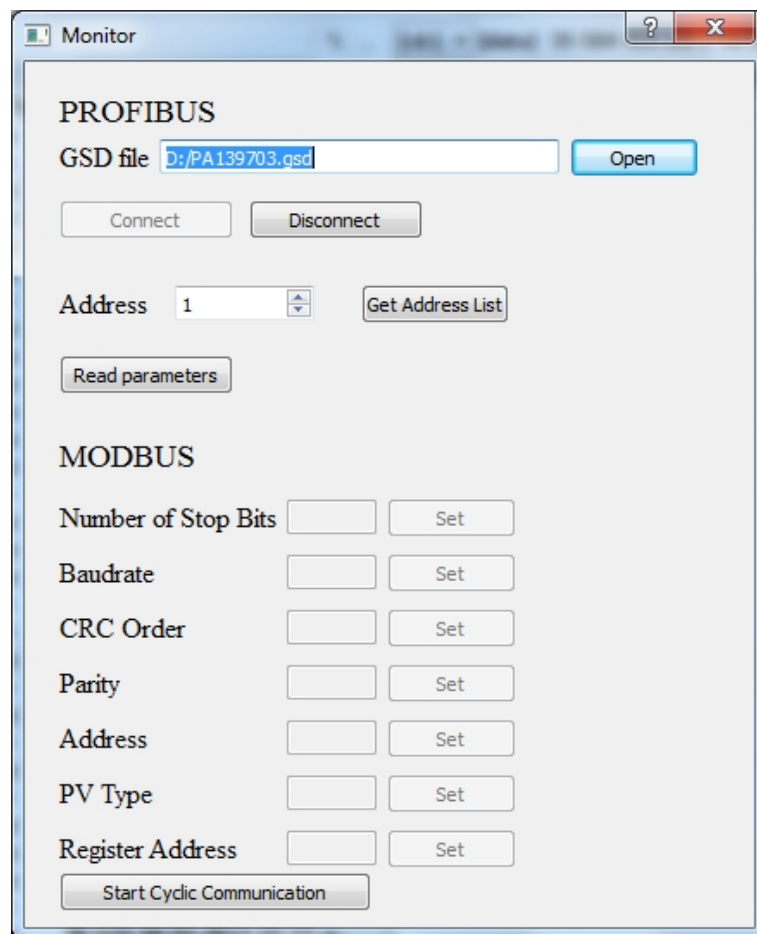 Monitor
PROFIBUS
GSD file D:/PA139703.gsd Open
Connect Disconnect
Address 1 Get Address List
Read parameters
MODBUS
Number of Stop Bits Set
Baudrate Set
CRC Order Set
Parity Set
Address Set
PV Type Set
Register Address Set
Start Cyclic Communication